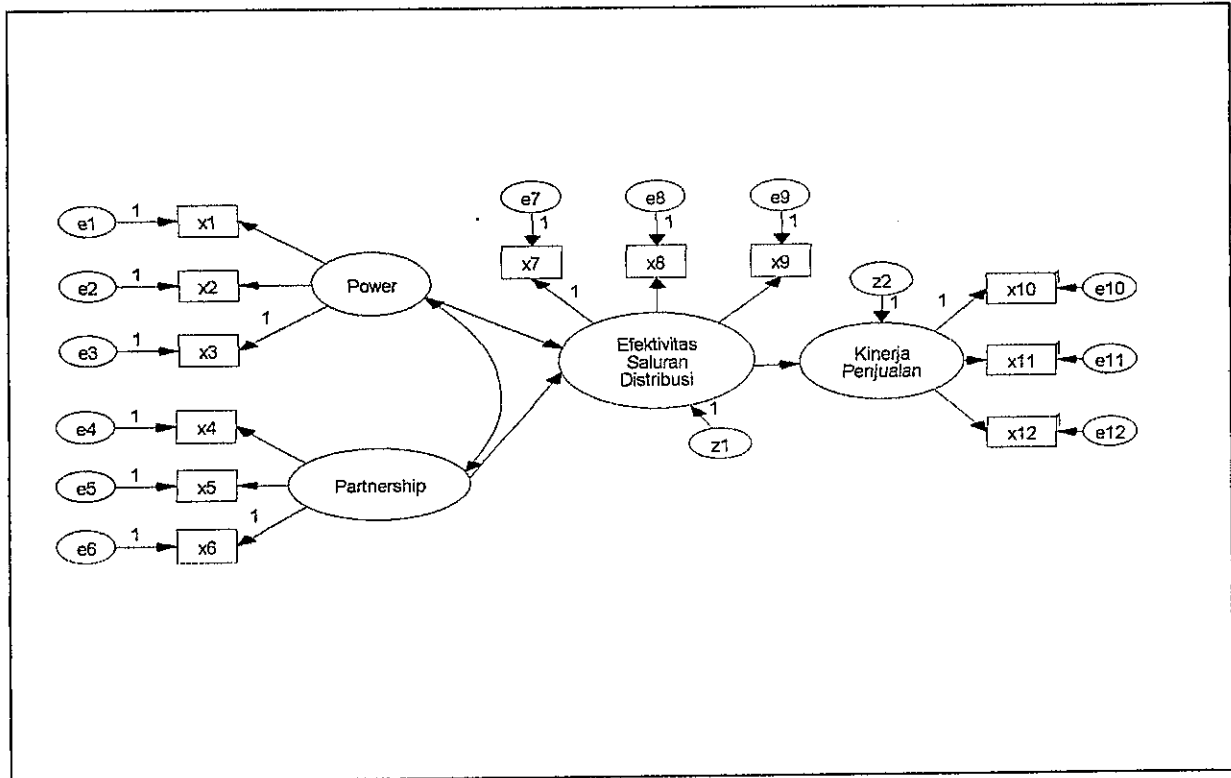 e1
1
x1
e2
1
x2
e3
1
x3
1
Power
e4
1
x4
e5
1
x5
e6
1
x6
1
Partnership
e7
1
x7
1
e8
1
x8
e9
1
x9
Efektivitas
Saluran
Distribusi
1
z1
z2
1
Kinerja
Penjualan
1
x10
e10
x11
e11
x12
e12